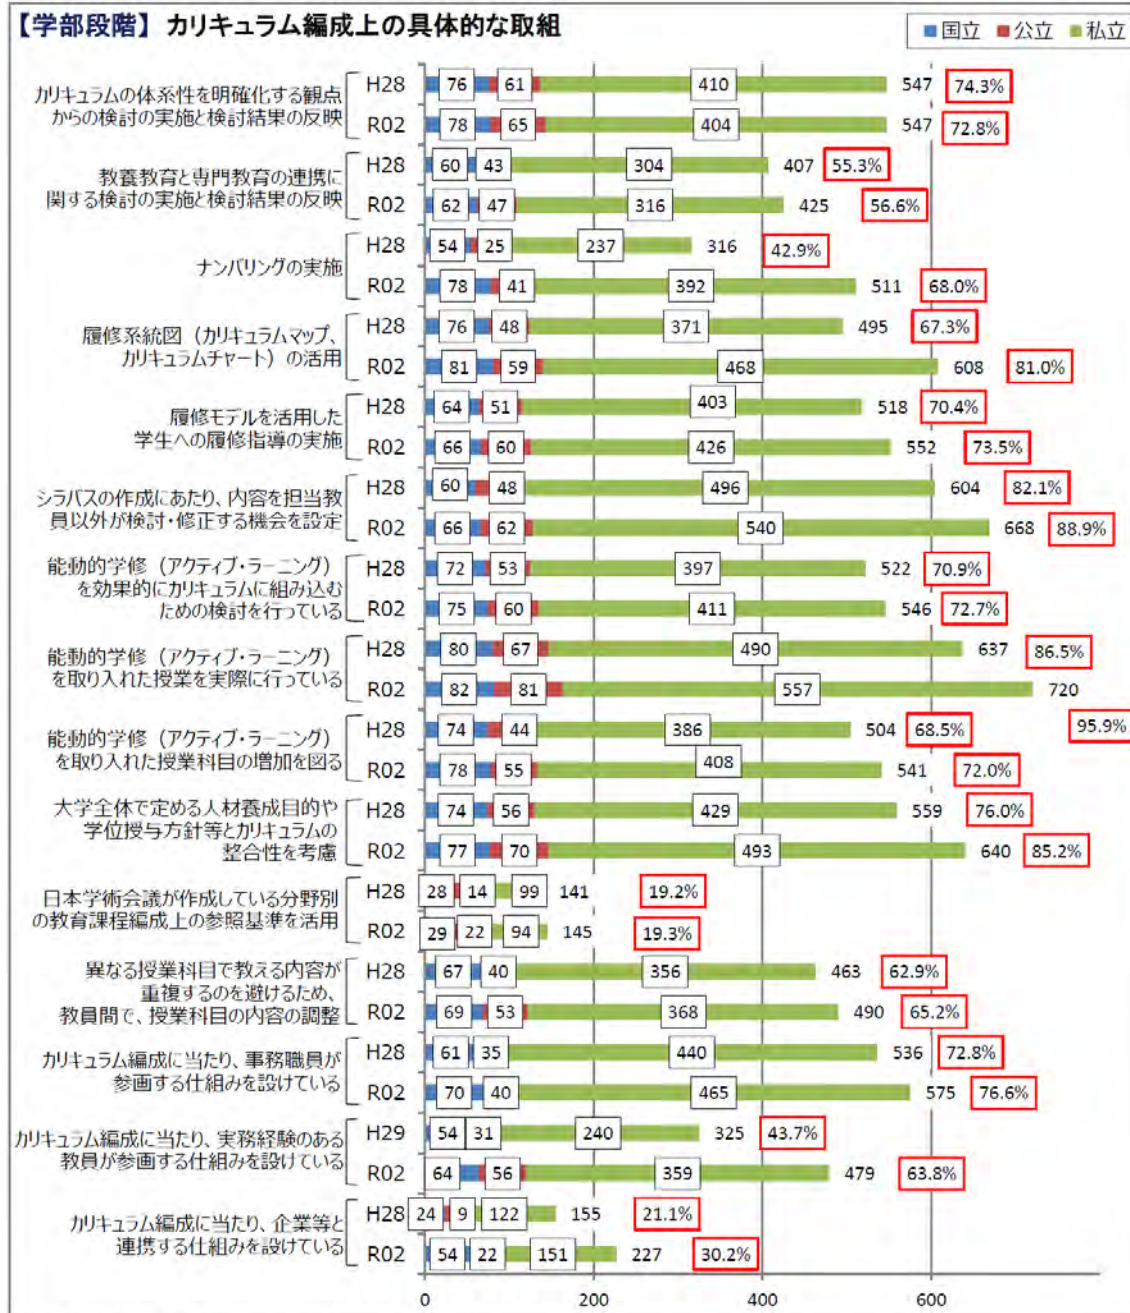 【学部段階】カリキュラム編成上の具体的な取組
国立 公立 私立
カリキュラムの体系性を明確化する観点
からの検討の実施と検討結果の反映
H28 76 61 410 547 74.3%
R02 78 65 404 547 72.8%
教養教育と専門教育の連携に
関する検討の実施と検討結果の反映
H28 60 43 304 407 55.3%
R02 62 47 316 425 56.6%
ナンバリングの実施
H28 54 25 237 316 42.9%
R02 78 41 392 511 68.0%
履修系統図（カリキュラムマップ、
カリキュラムチャート）の活用
H28 76 48 371 495 67.3%
R02 81 59 468 608 81.0%
履修モデルを活用した
学生への履修指導の実施
H28 64 51 403 518 70.4%
R02 66 60 426 552 73.5%
シラバスの作成にあたり、内容を担当教
員以外が検討・修正する機会を設定
H28 60 48 496 604 82.1%
R02 66 62 540 668 88.9%
能動的学修（アクティブ・ラーニング）
を効果的にカリキュラムに組み込む
ための検討を行っている
H28 72 53 397 522 70.9%
R02 75 60 411 546 72.7%
能動的学修（アクティブ・ラーニング）
を取り入れた授業を実際に行っている
H28 80 67 490 637 86.5%
R02 82 81 557 720 95.9%
能動的学修（アクティブ・ラーニング）
を取り入れた授業科目の増加を図る
H28 74 44 386 504 68.5%
R02 78 55 408 541 72.0%
大学全体で定める人材養成目的や
学位授与方針等とカリキュラムの
整合性を考慮
H28 74 56 429 559 76.0%
R02 77 70 493 640 85.2%
日本学術会議が作成している分野別
の教育課程編成上の参照基準を活用
H28 28 14 99 141 19.2%
R02 29 22 94 145 19.3%
異なる授業科目で教える内容が
重複するのを避けるため、
教員間で、授業科目の内容の調整
H28 67 40 356 463 62.9%
R02 69 53 368 490 65.2%
カリキュラム編成に当たり、事務職員が
参画する仕組みを設けている
H28 61 35 440 536 72.8%
R02 70 40 465 575 76.6%
カリキュラム編成に当たり、実務経験のある
教員が参画する仕組みを設けている
H29 54 31 240 325 43.7%
R02 64 56 359 479 63.8%
カリキュラム編成に当たり、企業等と
連携する仕組みを設けている
H28 24 9 122 155 21.1%
R02 54 22 151 227 30.2%
0 200 400 600